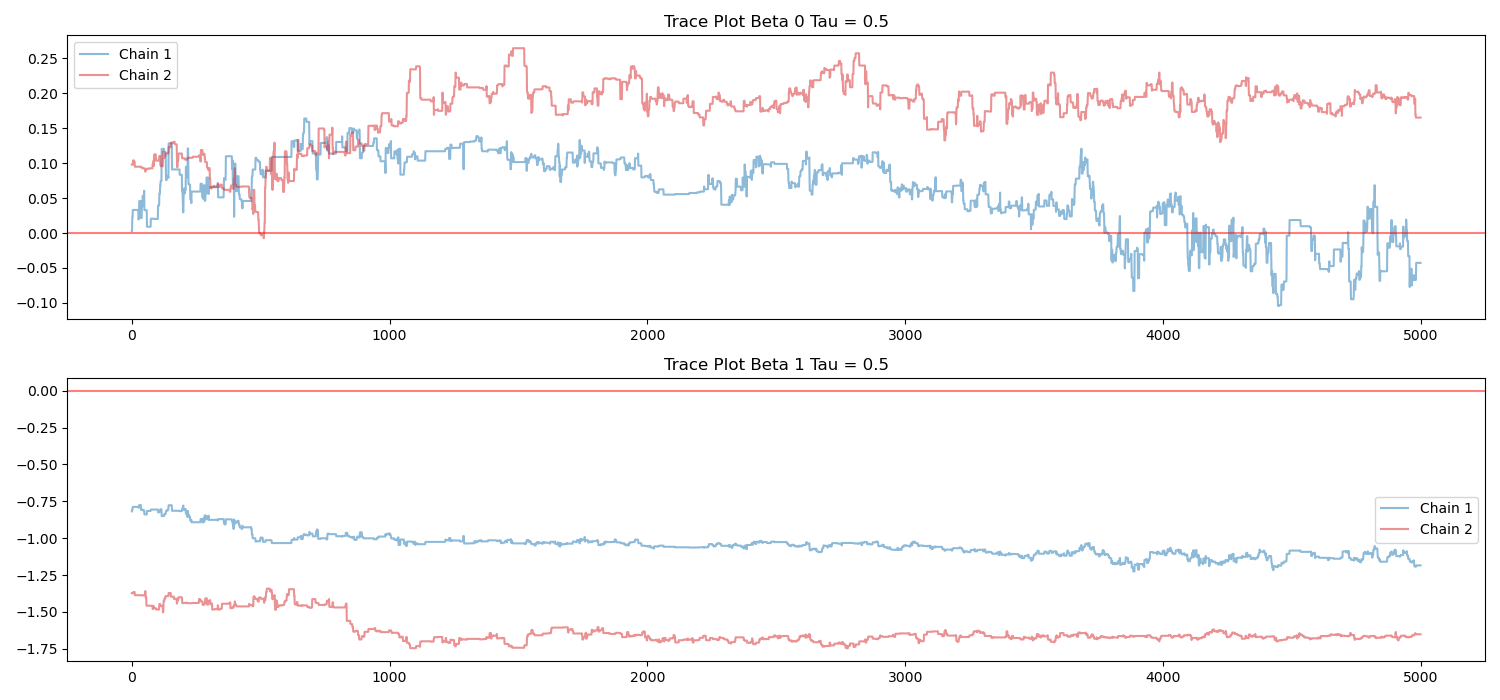 Trace Plot Beta 0 Tau = 0.5
Chain 1
Chain 2
0.25
0.20
0.15
0.10
0.05
0.00
−0.05
−0.10
0 1000 2000 3000 4000 5000
Trace Plot Beta 1 Tau = 0.5
0.00
−0.25
−0.50
−0.75
−1.00
−1.25
−1.50
−1.75
Chain 1
Chain 2
0 1000 2000 3000 4000 5000